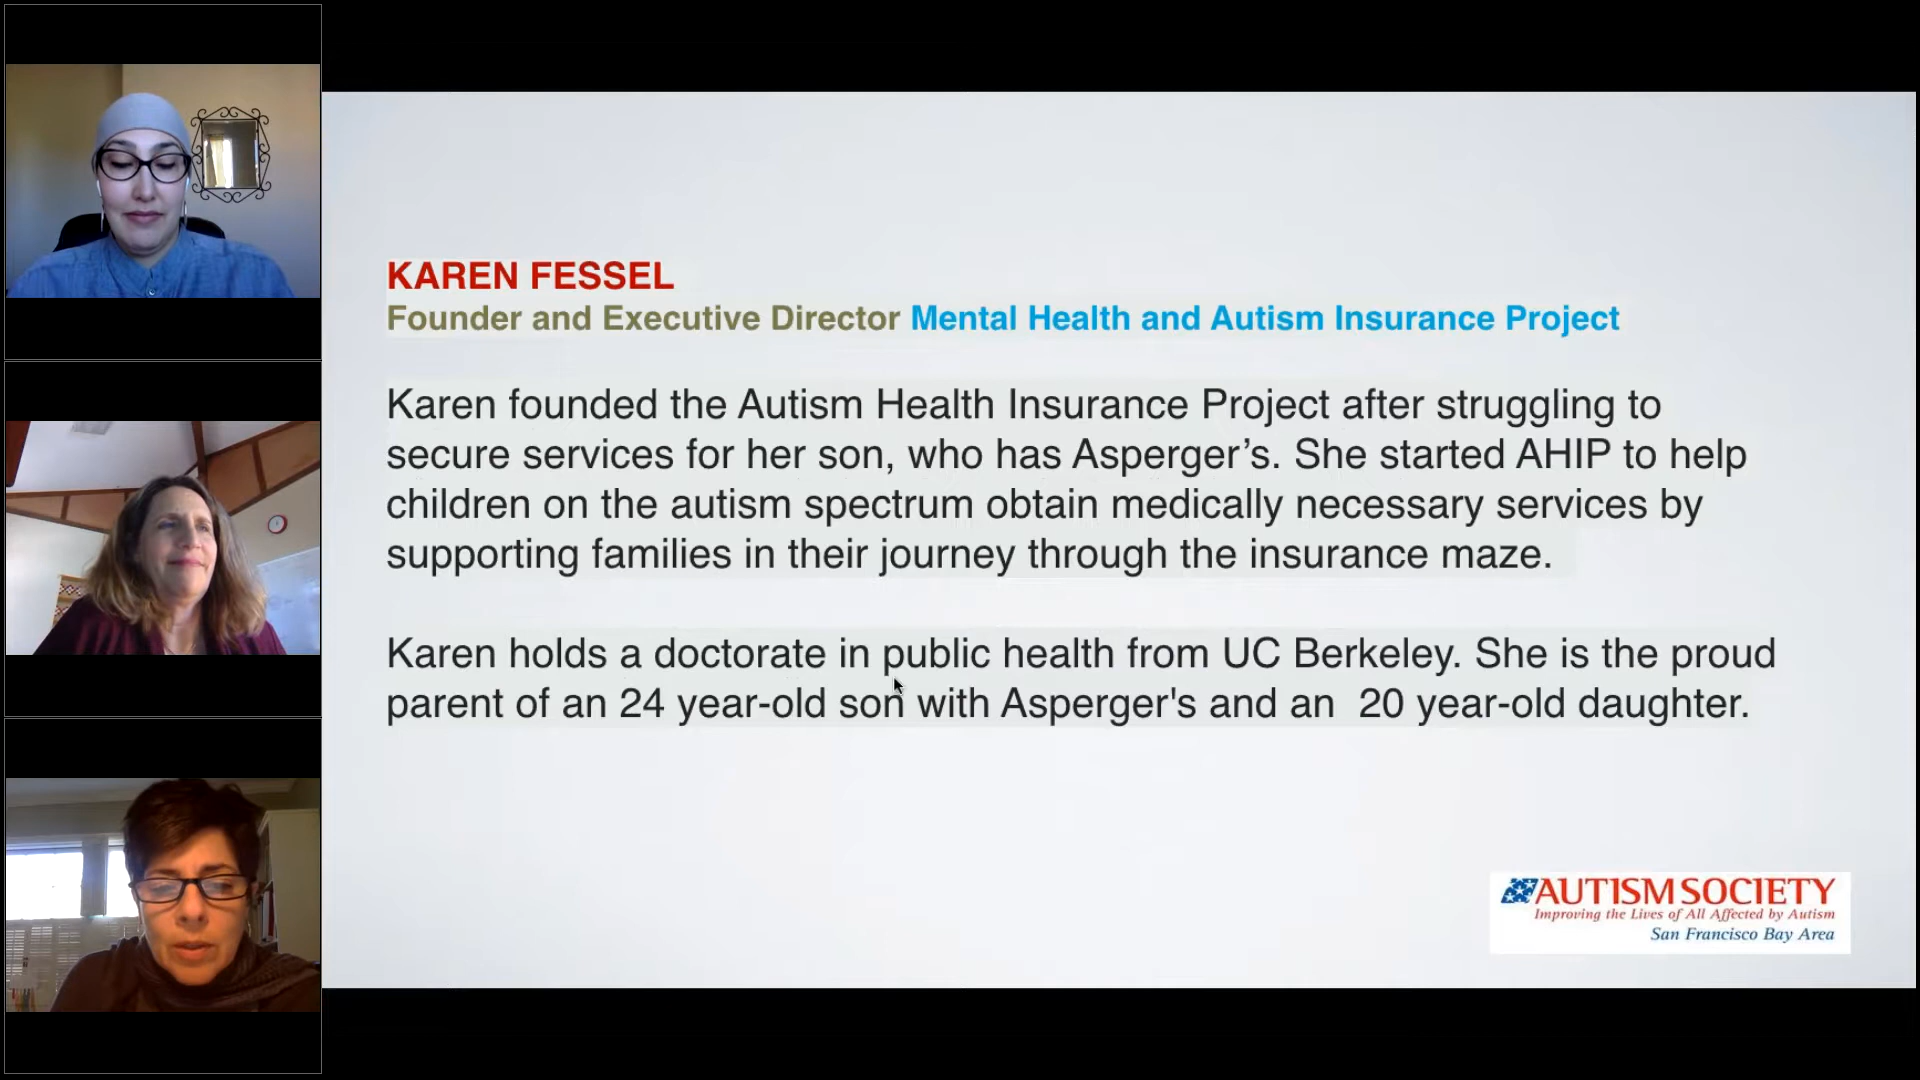 KAREN FESSEL
Founder and Executive Director Mental Health and Autism Insurance Project
Karen founded the Autism Health Insurance Project after struggling to
secure services for her son, who has Asperger’s. She started AHIP to help
children on the autism spectrum obtain medically necessary services by
supporting families in their journey through the insurance maze.
Karen holds a doctorate in public health from UC Berkeley. She is the proud
parent of an 24 year-old son with Asperger's and an  20 year-old daughter.
AUTISM SOCIETY
Improving the Lives of All Affected by Autism
San Francisco Bay Area